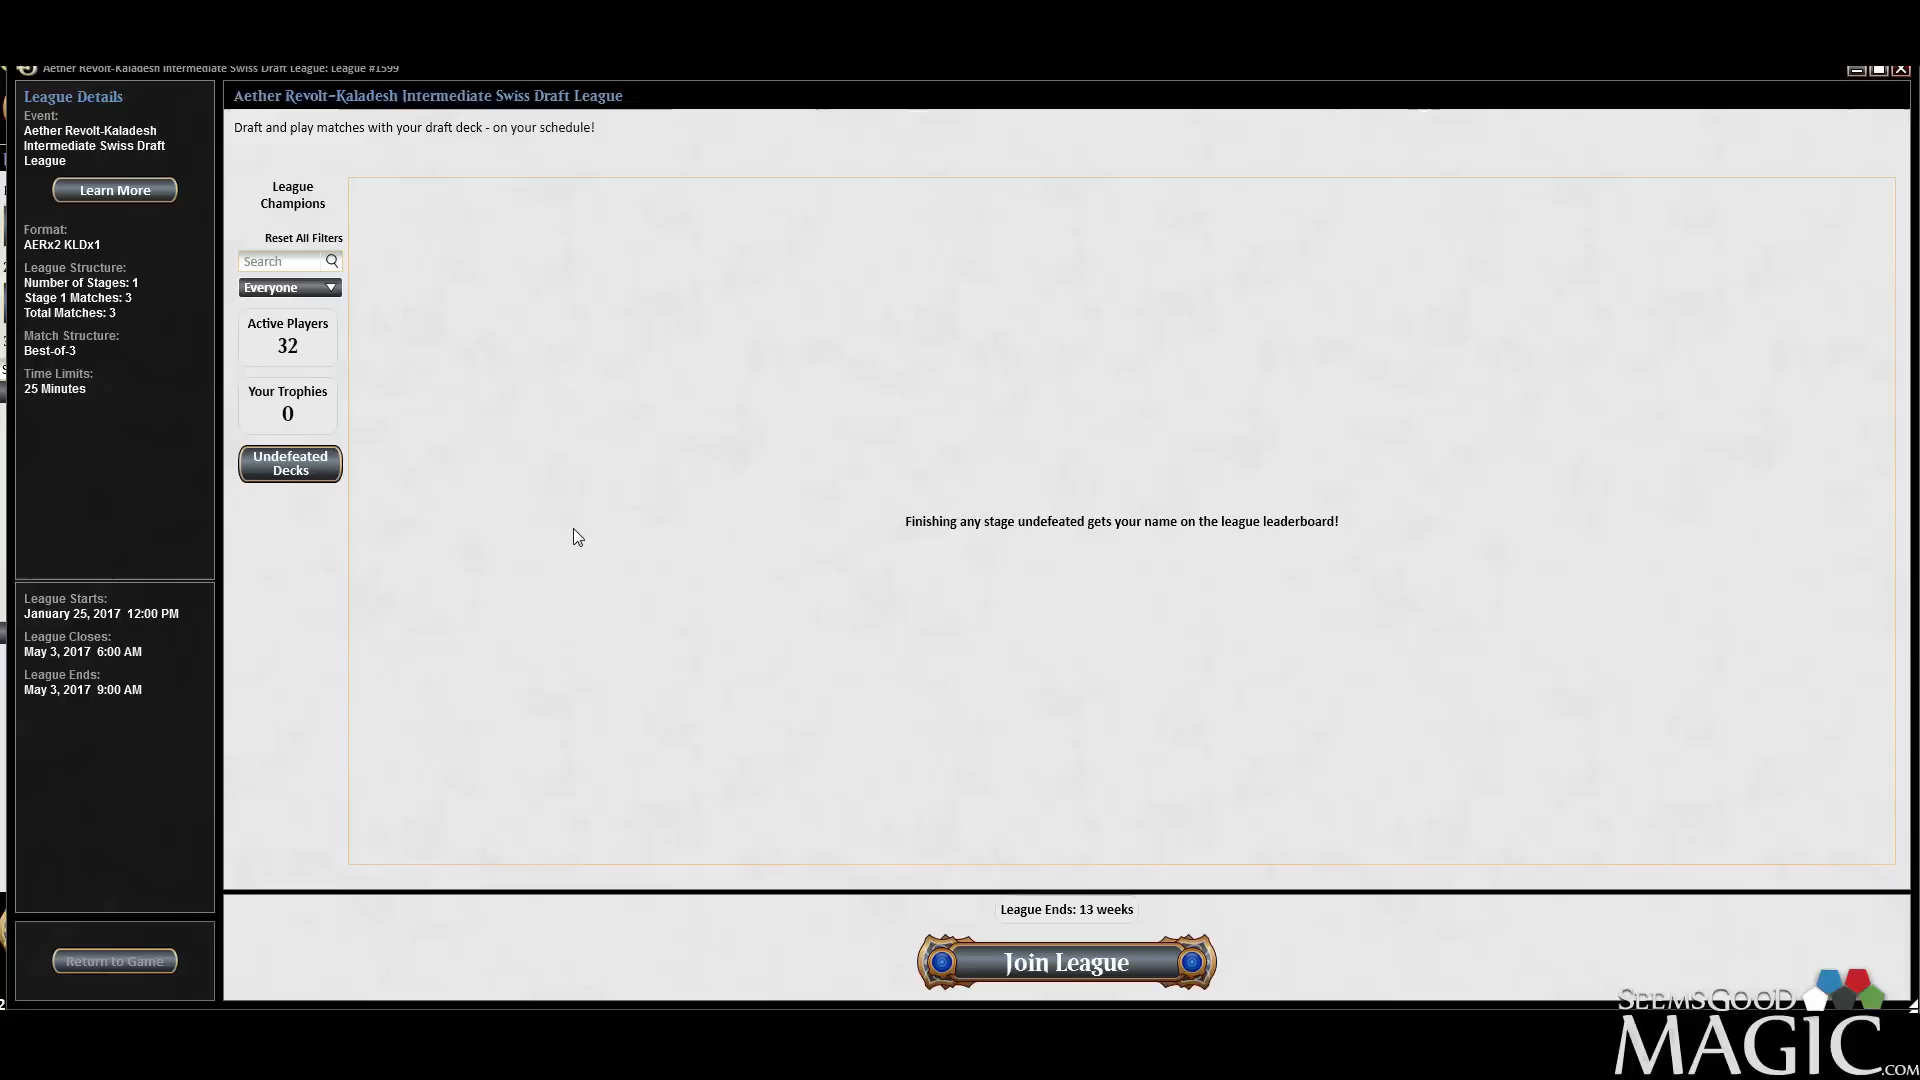 Aether Revolt-Kaladesh Intermediate Swiss Draft League: League #1599
League Details
Event:
Aether Revolt-Kaladesh
Intermediate Swiss Draft
League
Learn More
Format:
AERx2 KLDx1
League Structure:
Number of Stages: 1
Stage 1 Matches: 3
Total Matches: 3
Match Structure:
Best-of-3
Time Limits:
25 Minutes
League Starts:
January 25, 2017 12:00 PM
League Closes:
May 3, 2017 6:00 AM
League Ends:
May 3, 2017 9:00 AM
Return to Game
Aether Revolt-Kaladesh Intermediate Swiss Draft League
Draft and play matches with your draft deck - on your schedule!
League
Champions
Reset All Filters
Search
Everyone
Active Players
32
Your Trophies
0
Undefeated
Decks
Finishing any stage undefeated gets your name on the league leaderboard!
League Ends: 13 weeks
Join League
SEEMSGOOD
MAGIC.COM